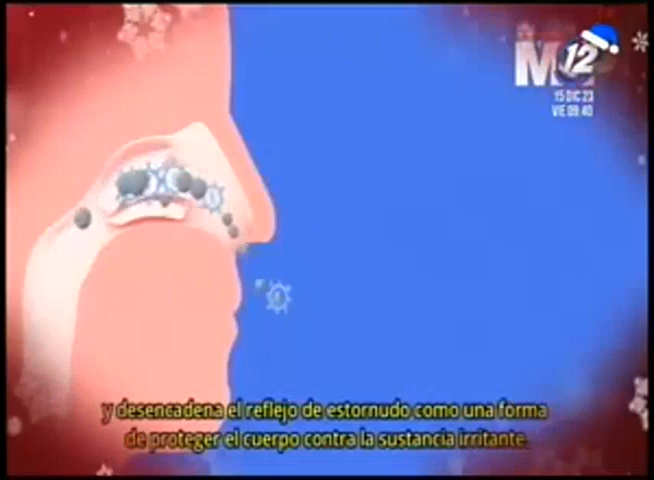 M
12
15 DIC 23
VIE 09:40
y desencadena el reflejo de estornudo como una forma
de proteger el cuerpo contra la sustancia irritante.